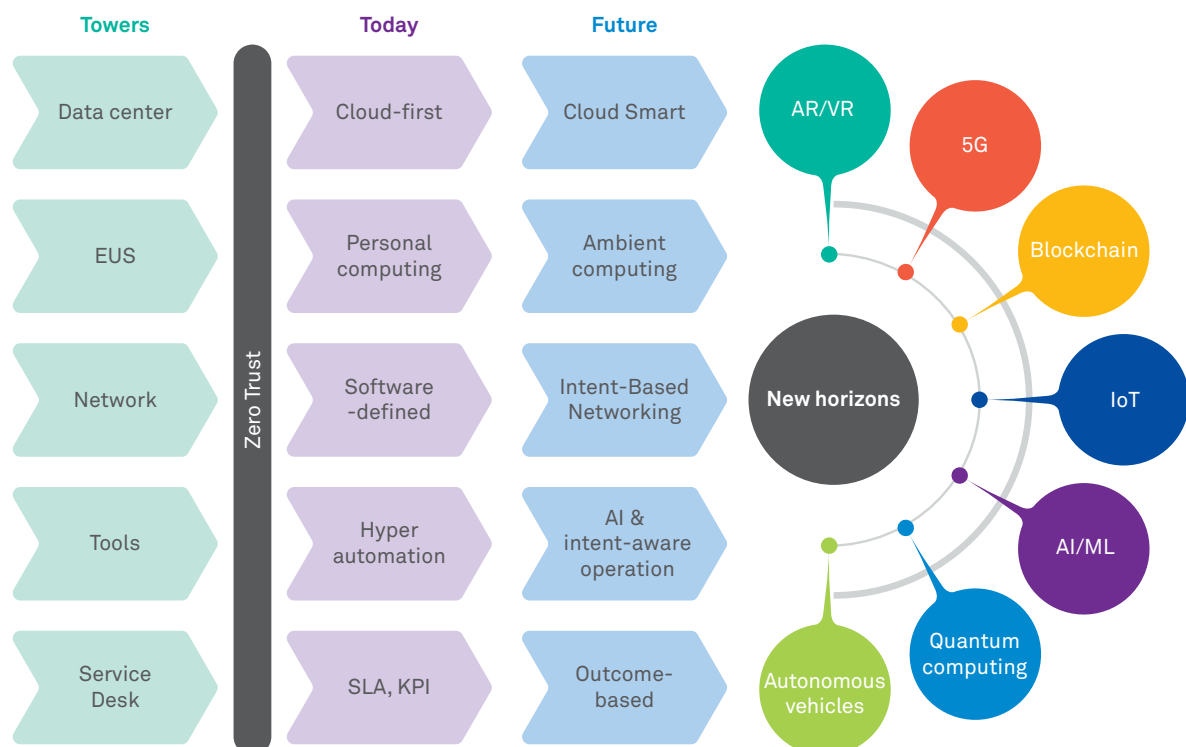 Towers
Today
Future
Data center
Cloud-first
Cloud Smart
EUS
Personal
computing
Ambient
computing
Network
Software
-defined
Intent-Based
Networking
Tools
Hyper
automation
AI &
intent-aware
operation
Service
Desk
SLA, KPI
Outcome-
based
Zero Trust
New horizons
AR/VR
5G
Blockchain
IoT
AI/ML
Quantum
computing
Autonomous
vehicles